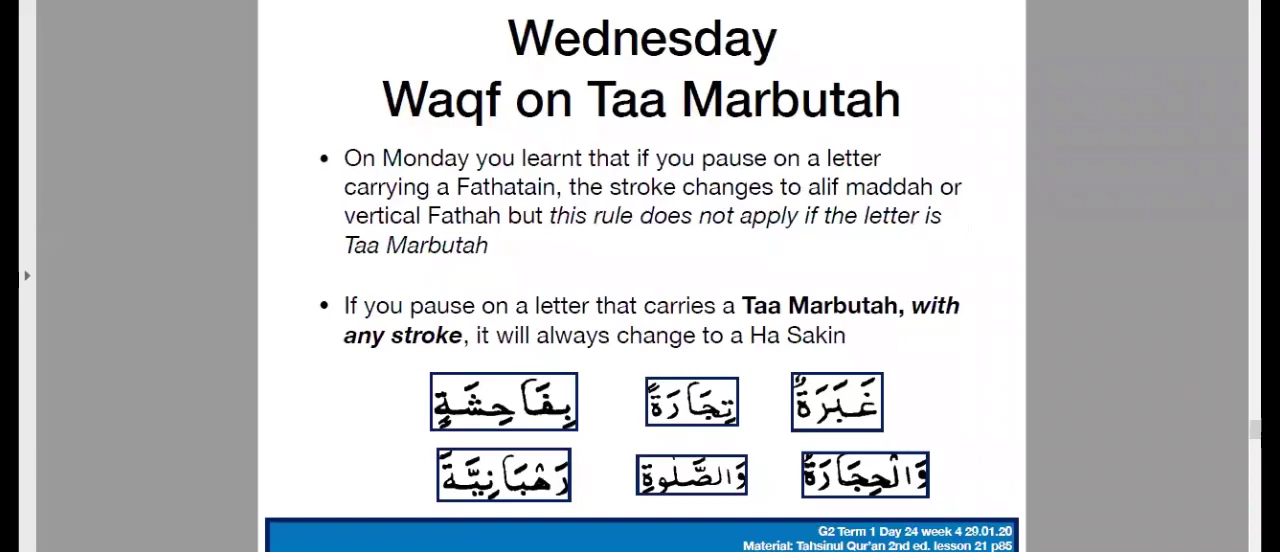 Wednesday
Waqf on Taa Marbutah
• On Monday you learnt that if you pause on a letter
carrying a Fathatain, the stroke changes to alif maddah or
vertical Fathah but this rule does not apply if the letter is
Taa Marbutah
• If you pause on a letter that carries a Taa Marbutah, with
any stroke, it will always change to a Ha Sakin
غَبَرَةٌ تِجَارَةً بِفَاحِشَةٍ
وَالْحِجَارَةُ وَالصَّلٰوةِ رَهْبَانِيَّةَ
G2 Term 1 Day 24 week 4 29.01.20
Material: Tahsinul Qur'an 2nd ed. lesson 21 p85